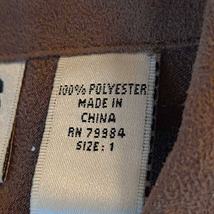 100% POLYESTER
MADE IN
CHINA
RN 79984
SIZE: 1